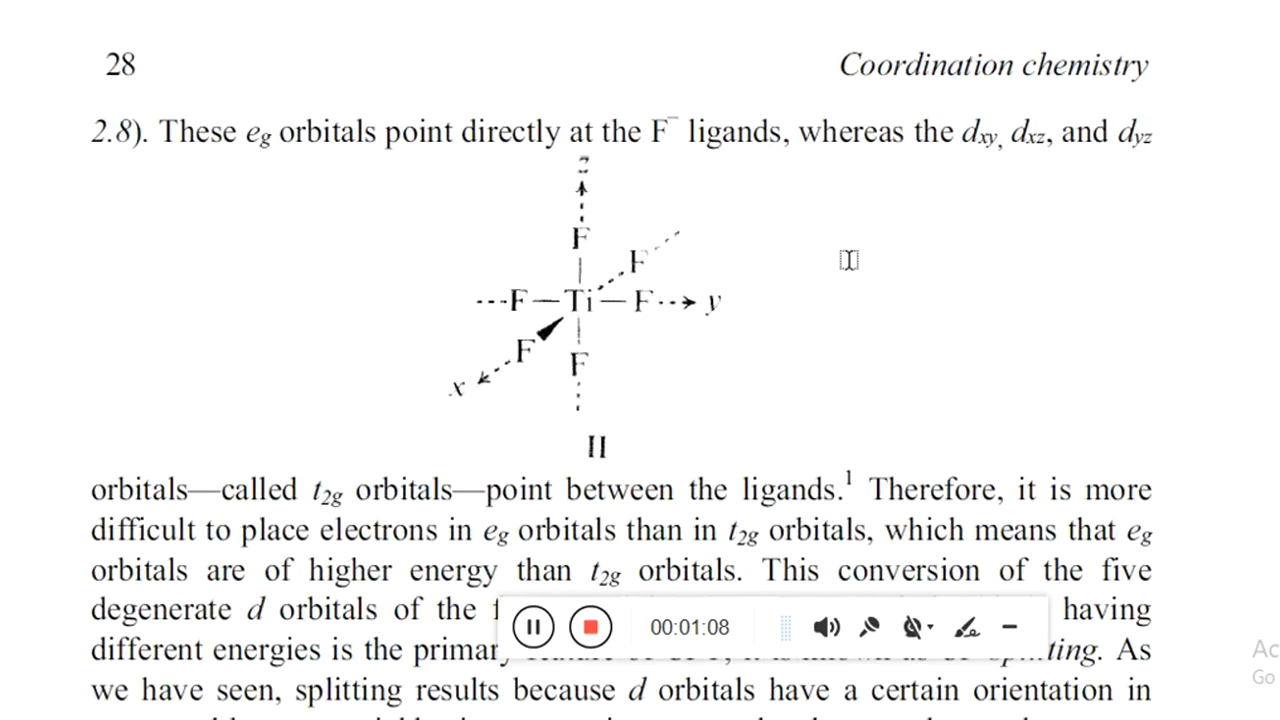 28 Coordination chemistry
2.8). These eg orbitals point directly at the F⁻ ligands, whereas the dxy, dxz, and dyz
z
F
F
---F—Ti—F--→ y
F
F
x
II
orbitals—called t2g orbitals—point between the ligands.¹ Therefore, it is more
difficult to place electrons in eg orbitals than in t2g orbitals, which means that eg
orbitals are of higher energy than t2g orbitals. This conversion of the five
degenerate d orbitals of the having
00:01:08
different energies is the As
we have seen, splitting results because d orbitals have a certain orientation in
Go